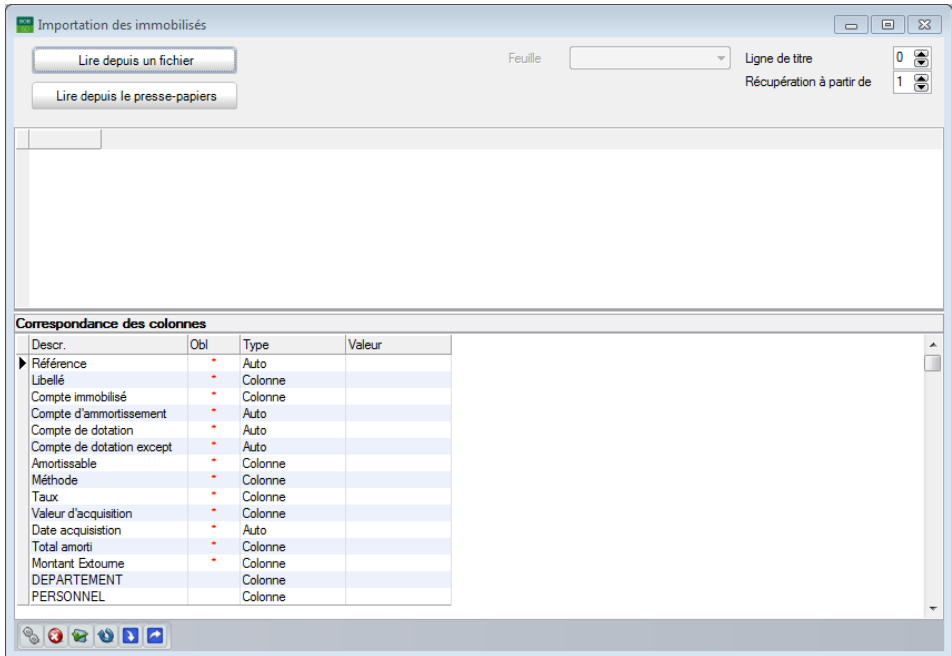 Importation des immobilisés
Lire depuis un fichier
Feuille
Ligne de titre 0
Lire depuis le presse-papiers
Récupération à partir de 1
Correspondance des colonnes
Descr. Obl Type Valeur
Référence * Auto
Libellé * Colonne
Compte immobilisé * Colonne
Compte d'ammortissement * Auto
Compte de dotation * Auto
Compte de dotation except * Auto
Amortissable * Colonne
Méthode * Colonne
Taux * Colonne
Valeur d'acquisition * Colonne
Date acquisistion * Auto
Total amorti * Colonne
Montant Extourne * Colonne
DEPARTEMENT Colonne
PERSONNEL Colonne